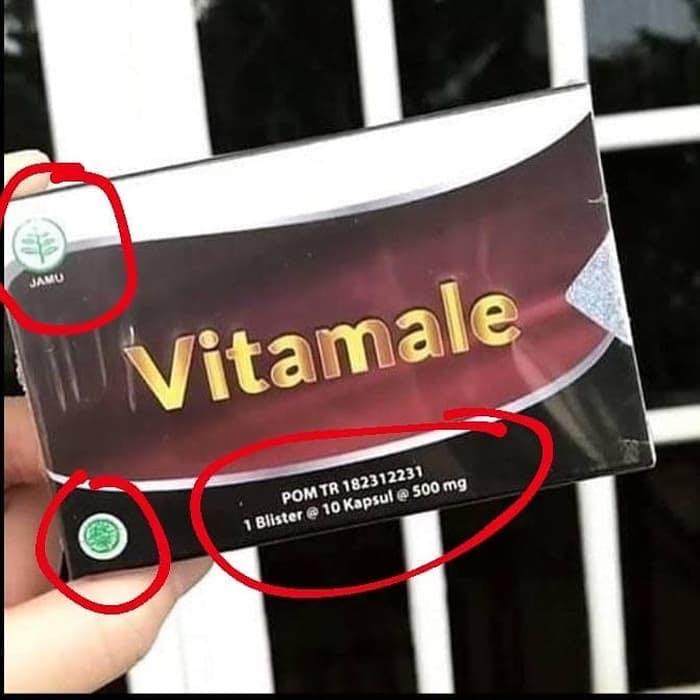 JAMU
Vitamale
POM TR 182312231
1 Blister @ 10 Kapsul @ 500 mg